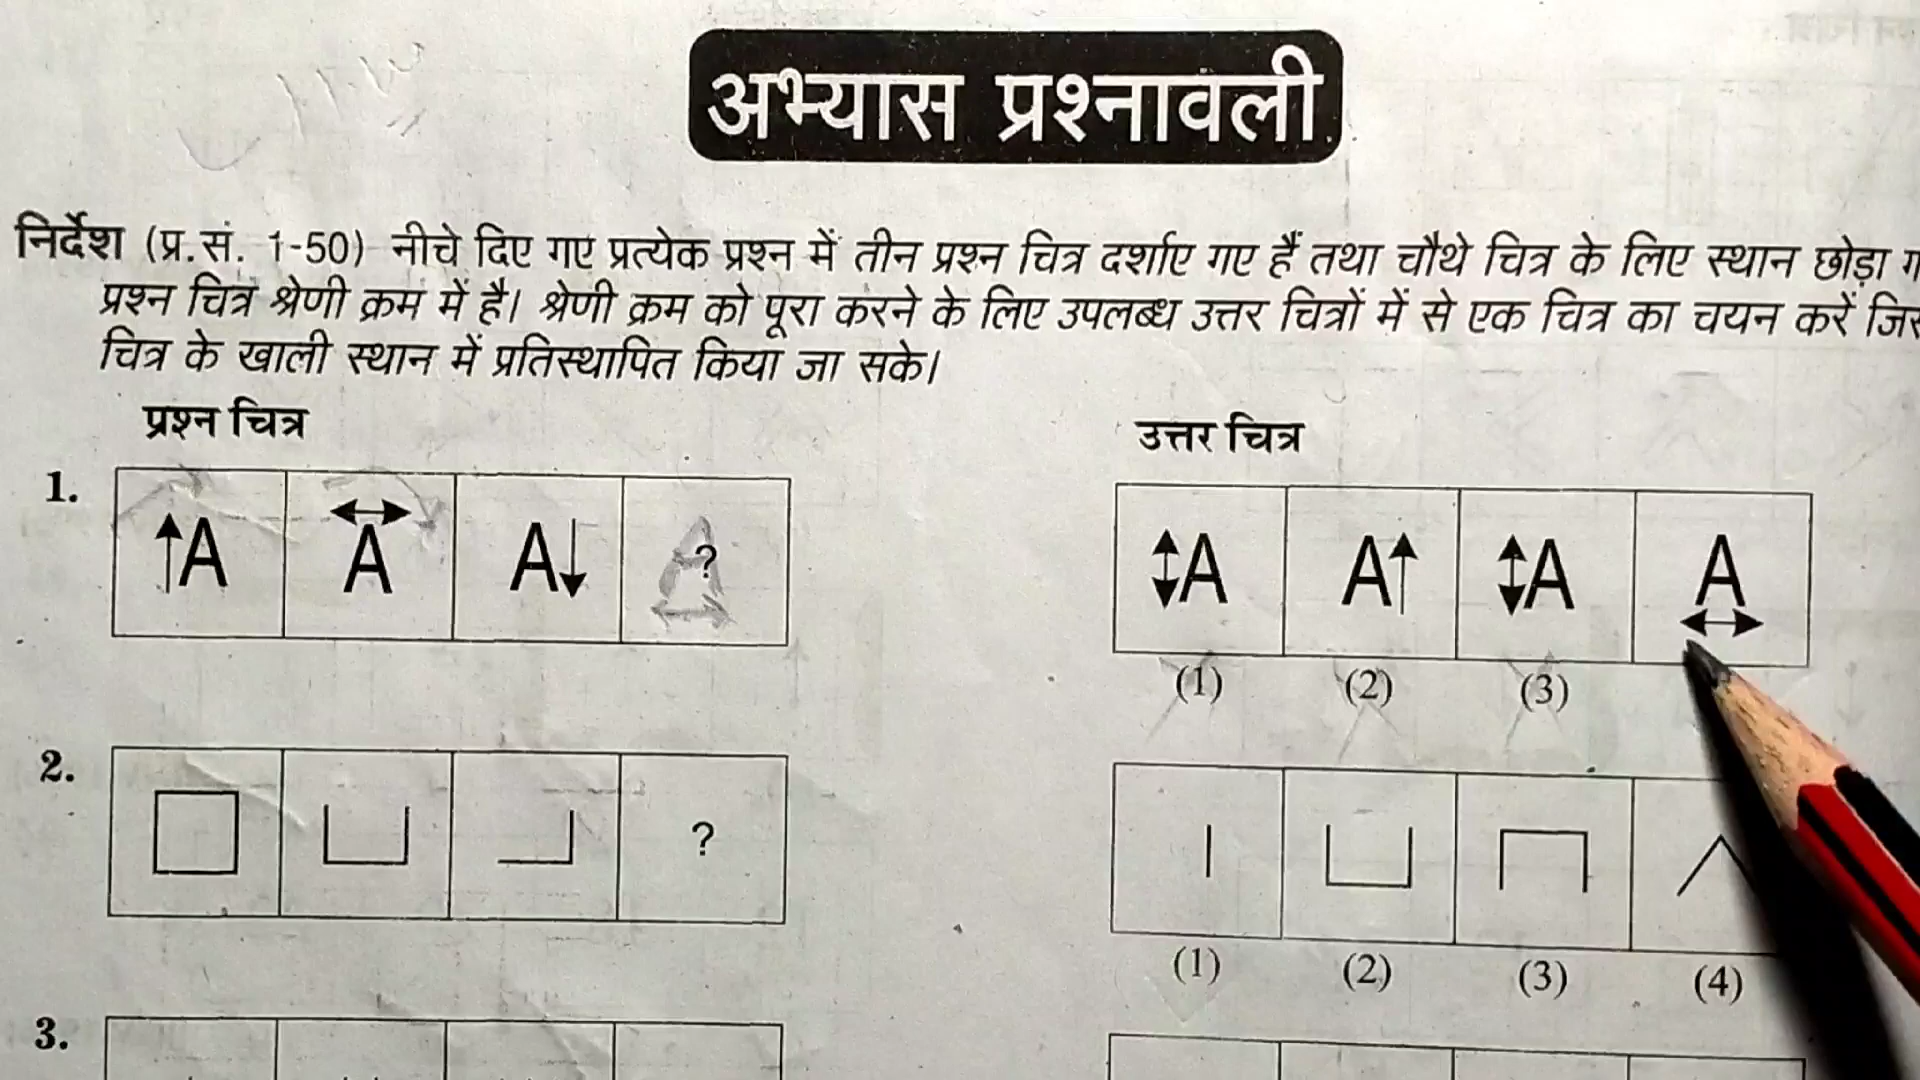 अभ्यास प्रश्नावली
निर्देश (प्र.सं. 1-50) नीचे दिए गए प्रत्येक प्रश्न में तीन प्रश्न चित्र दर्शाए गए हैं तथा चौथे चित्र के लिए स्थान छोड़ा
प्रश्न चित्र श्रेणी क्रम में है। श्रेणी क्रम को पूरा करने के लिए उपलब्ध उत्तर चित्रों में से एक चित्र का चयन करें
चित्र के खाली स्थान में प्रतिस्थापित किया जा सके।
प्रश्न चित्र उत्तर चित्र
1. ↑A ↔A A↓ ? ↕A A↑ ↕A A↔
(1) (2) (3)
2. ?
(1) (2) (3) (4)
3.